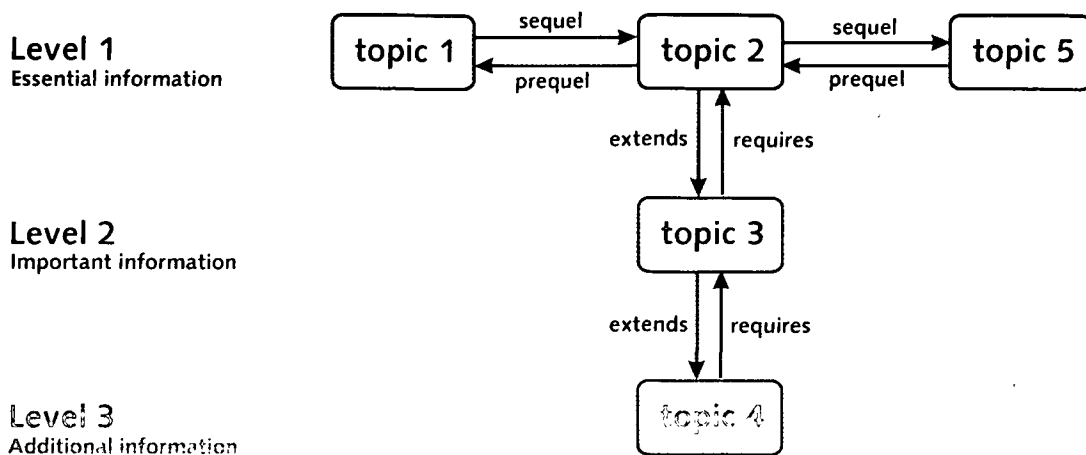 sequel
sequel
Level 1
topic 1
topic 2
topic 5
Essential information
prequel
prequel
extends
requires
Level 2
topic 3
Important information
extends
requires
Level 3
topic 4
Additional information